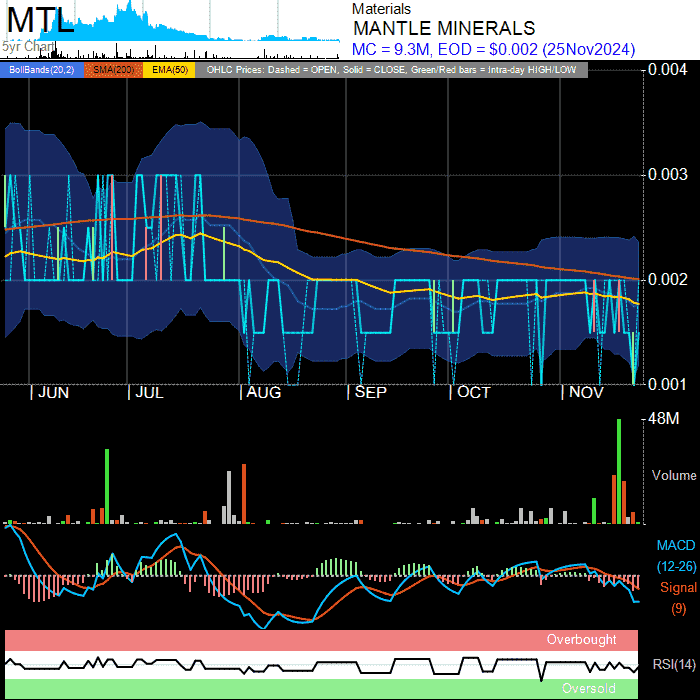 MTL
5yr Chart
Materials
MANTLE MINERALS
MC = 9.3M, EOD = $0.002 (25Nov2024)
BollBands(20,2) SMA(200) EMA(50) OHLC Prices: Dashed = OPEN, Solid = CLOSE, Green/Red bars = Intra-day HIGH/LOW
0.004
0.003
0.002
0.001
JUN JUL AUG SEP OCT NOV
48M
Volume
MACD
(12-26)
Signal
(9)
Overbought
RSI(14)
Oversold